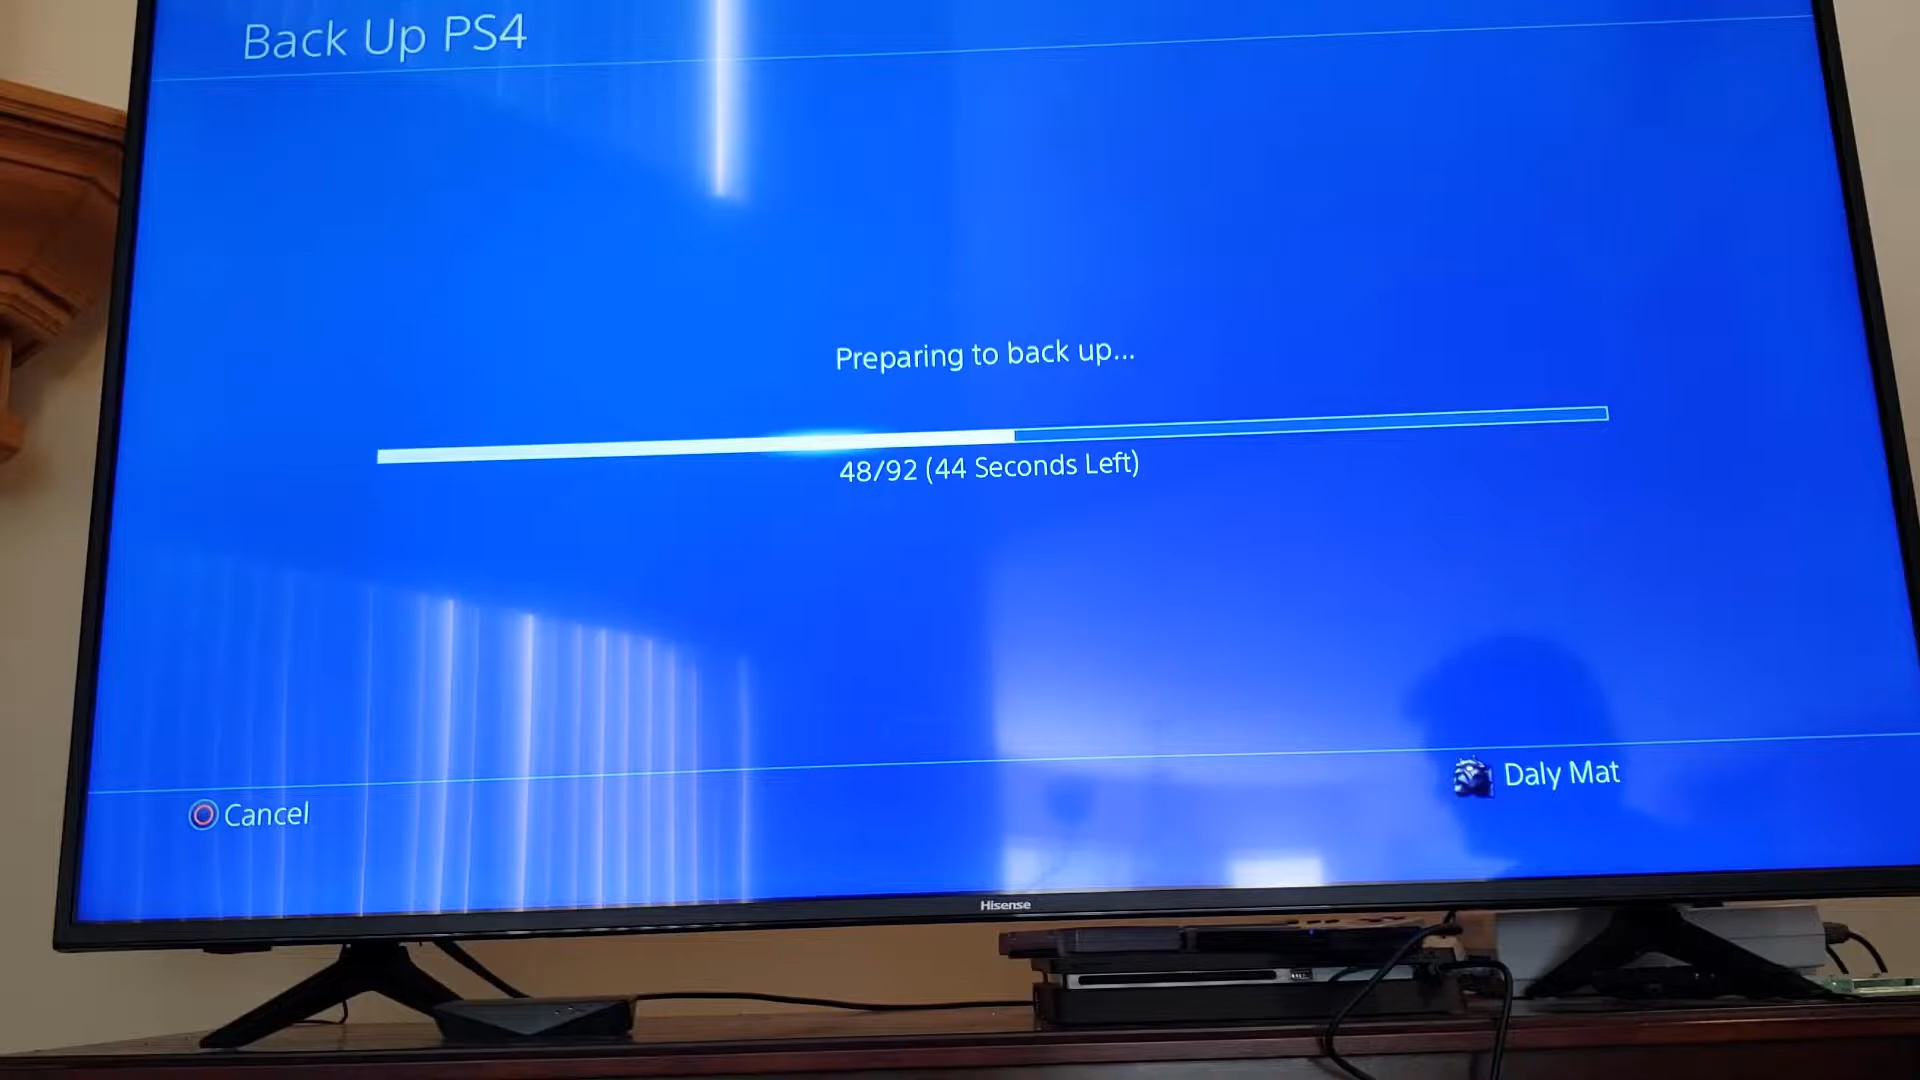 Back Up PS4
Preparing to back up...
48/92 (44 Seconds Left)
Daly Mat
Cancel
Hisense